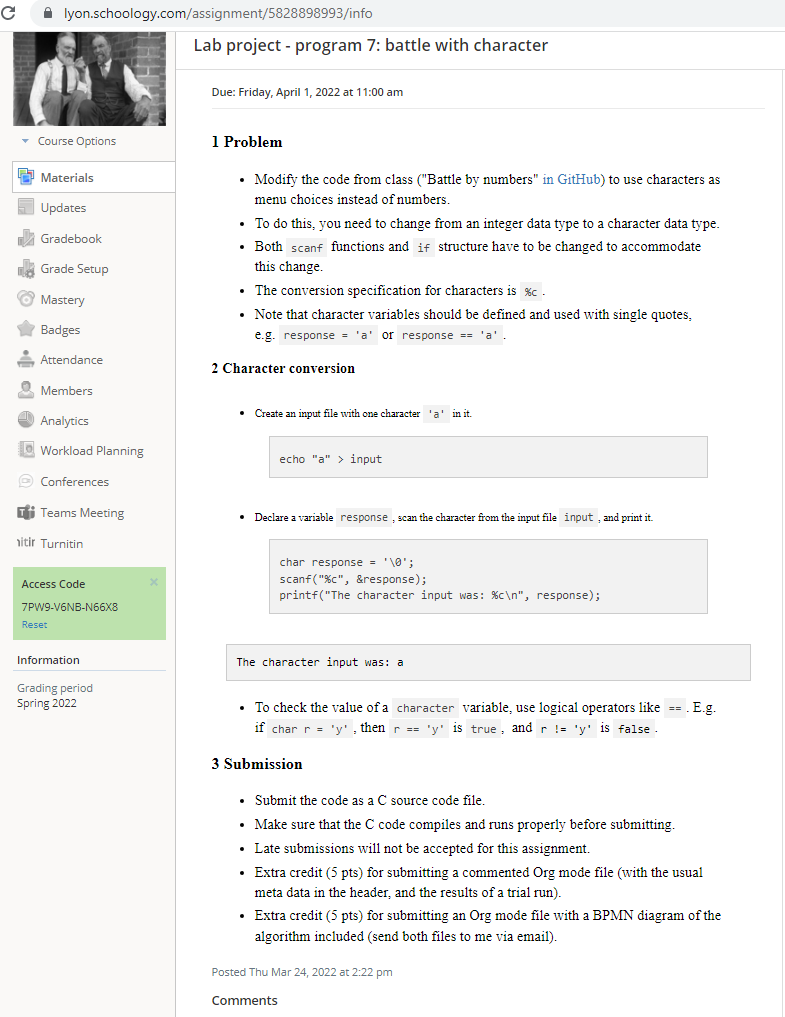 lyon.schoology.com/assignment/5828898993/info
Lab project - program 7: battle with character
Due: Friday, April 1, 2022 at 11:00 am
Course Options
Materials
Updates
Gradebook
Grade Setup
Mastery
Badges
Attendance
Members
Analytics
Workload Planning
Conferences
Teams Meeting
Turnitin
Access Code
7PW9-V6NB-N66X8
Reset
Information
Grading period
Spring 2022
1 Problem
• Modify the code from class ("Battle by numbers" in GitHub) to use characters as
menu choices instead of numbers.
• To do this, you need to change from an integer data type to a character data type.
• Both scanf functions and if structure have to be changed to accommodate
this change.
• The conversion specification for characters is %c .
• Note that character variables should be defined and used with single quotes,
e.g. response = 'a' or response == 'a' .
2 Character conversion
• Create an input file with one character 'a' in it.
echo "a" > input
• Declare a variable response , scan the character from the input file input , and print it.
char response = '\0';
scanf("%c", &response);
printf("The character input was: %c\n", response);
The character input was: a
• To check the value of a character variable, use logical operators like == . E.g.
if char r = 'y' , then r == 'y' is true , and r != 'y' is false .
3 Submission
• Submit the code as a C source code file.
• Make sure that the C code compiles and runs properly before submitting.
• Late submissions will not be accepted for this assignment.
• Extra credit (5 pts) for submitting a commented Org mode file (with the usual
meta data in the header, and the results of a trial run).
• Extra credit (5 pts) for submitting an Org mode file with a BPMN diagram of the
algorithm included (send both files to me via email).
Posted Thu Mar 24, 2022 at 2:22 pm
Comments